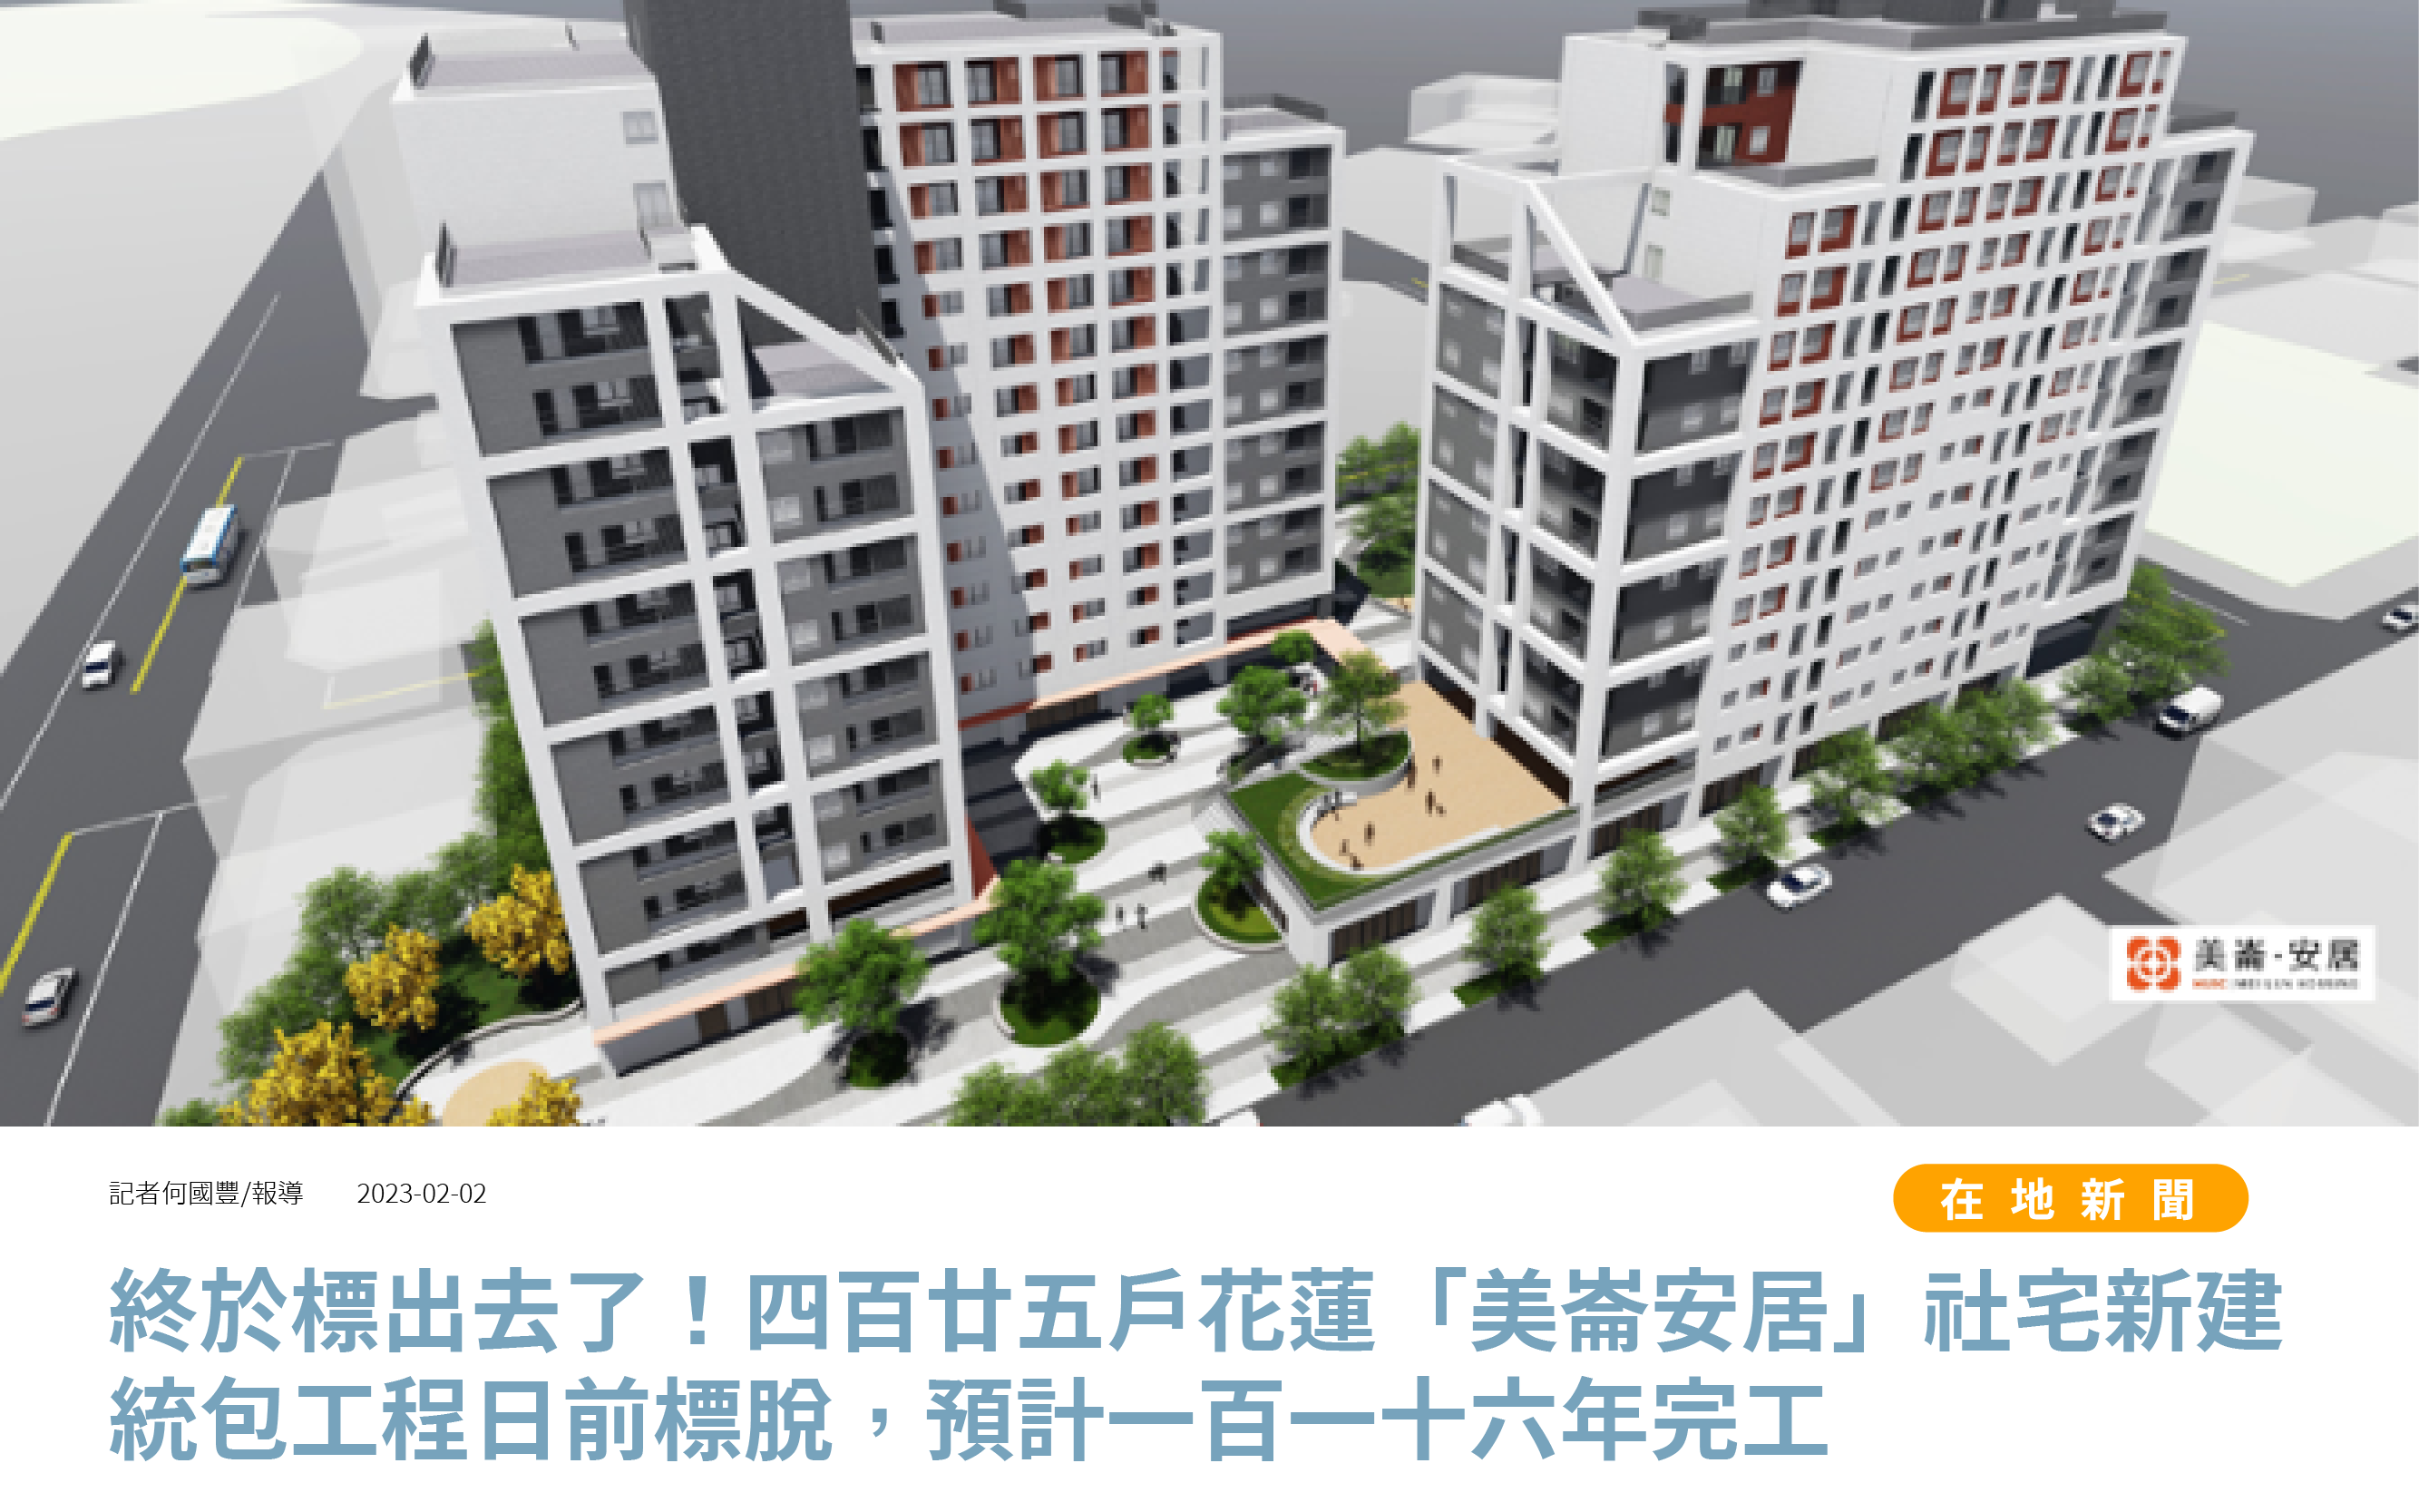 美崙·安居
記者何國豐/報導 2023-02-02
在地新聞
終於標出去了！四百廿五戶花蓮「美崙安居」社宅新建
統包工程日前標脫，預計一百一十六年完工